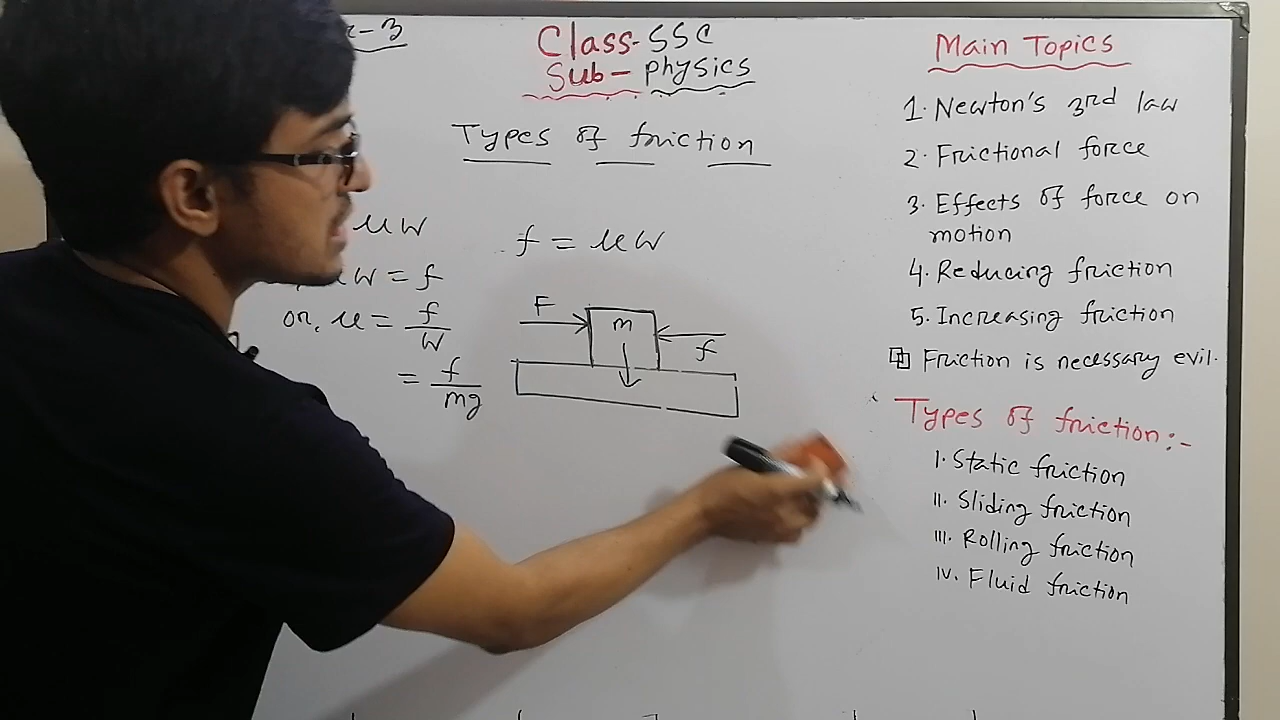 -3
Class-SSC
Sub- physics
Types of friction
μW
f = μW
μW = f
or, μ = f/W
= f/mg
F
m
f
Main Topics
1. Newton's 3rd law
2. Frictional force
3. Effects of force on
motion
4. Reducing friction
5. Increasing friction
Friction is necessary evil.
Types of friction:-
I. Static friction
II. Sliding friction
III. Rolling friction
IV. Fluid friction